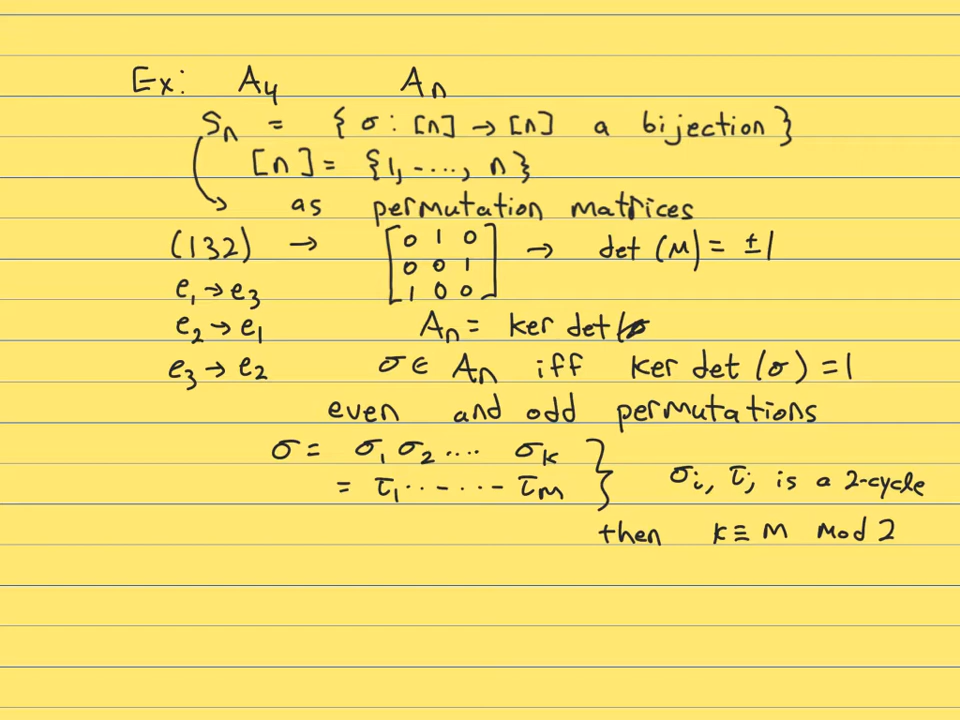 Ex: A₄ Aₙ
Sₙ = { σ : [n] → [n] a bijection }
[n] = {1, ..., n}
↳ as permutation matrices
(132) → [0 1 0; 0 0 1; 1 0 0] → det (M) = ±1
e₁ → e₃
e₂ → e₁ Aₙ = ker det
e₃ → e₂ σ ∈ Aₙ iff ker det (σ) = 1
even and odd permutations
σ = σ₁ σ₂ .... σₖ
= τ₁ ..... τₘ } σᵢ, τⱼ is a 2-cycle
then k ≡ m mod 2